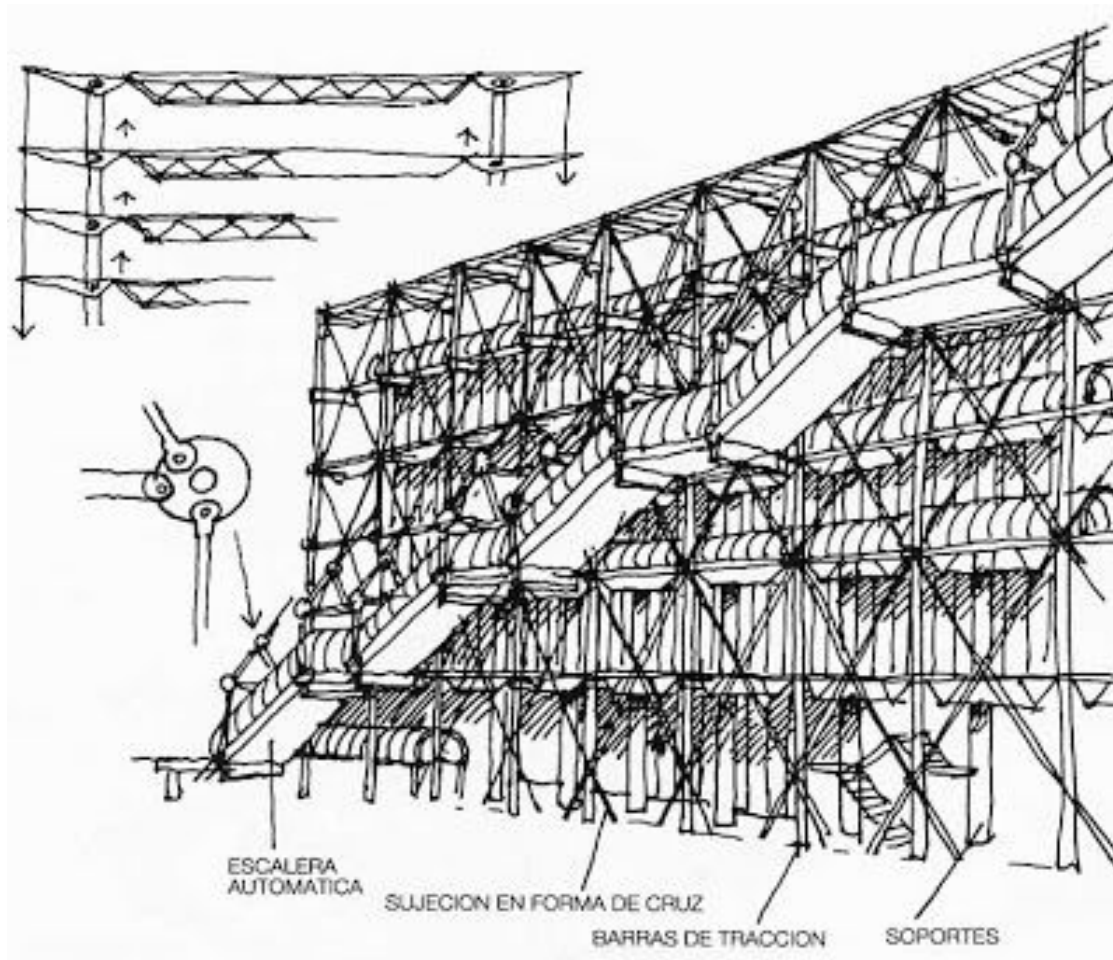 ESCALERA
AUTOMATICA
SUJECION EN FORMA DE CRUZ
BARRAS DE TRACCION
SOPORTES